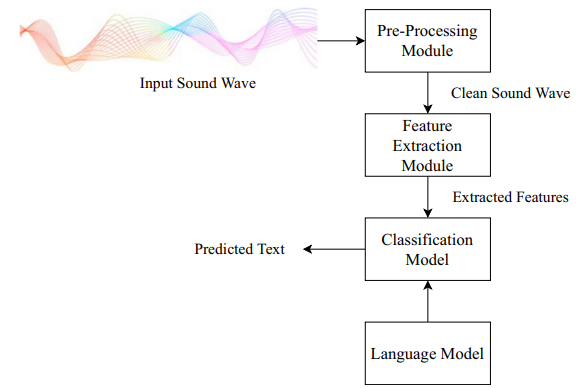 Pre-Processing
Module
Input Sound Wave
Clean Sound Wave
Feature
Extraction
Module
Extracted Features
Classification
Model
Predicted Text
Language Model